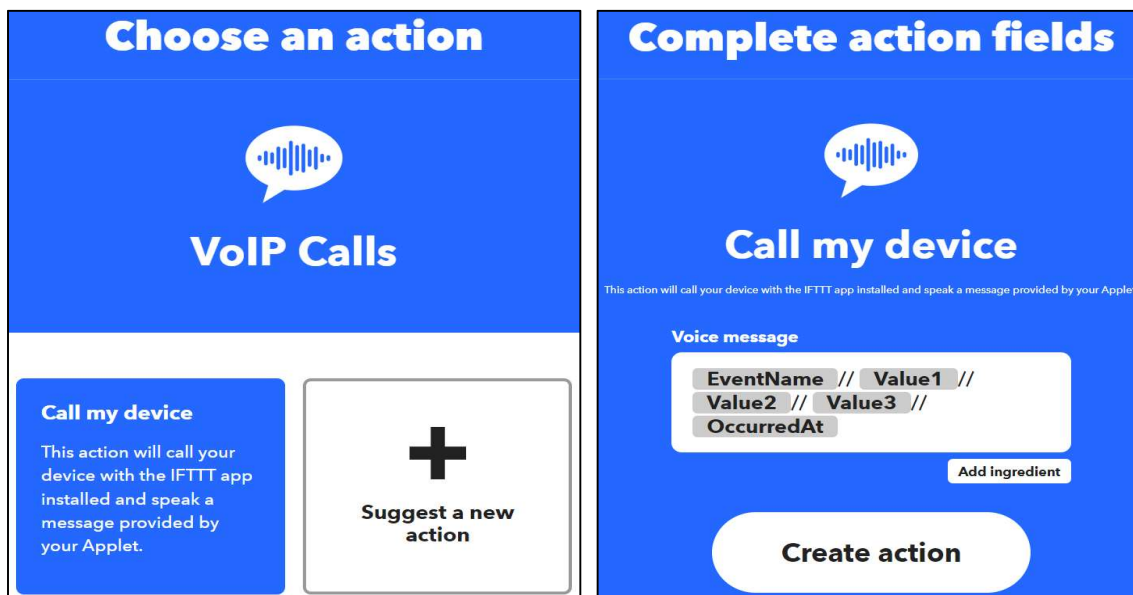 Choose an action
VoIP Calls
Call my device
This action will call your
device with the IFTTT app
installed and speak a
message provided by
your Applet.
Suggest a new
action
Complete action fields
Call my device
This action will call your device with the IFTTT app installed and speak a message provided by your Applet
Voice message
EventName // Value1 //
Value2 // Value3 //
OccurredAt
Add ingredient
Create action